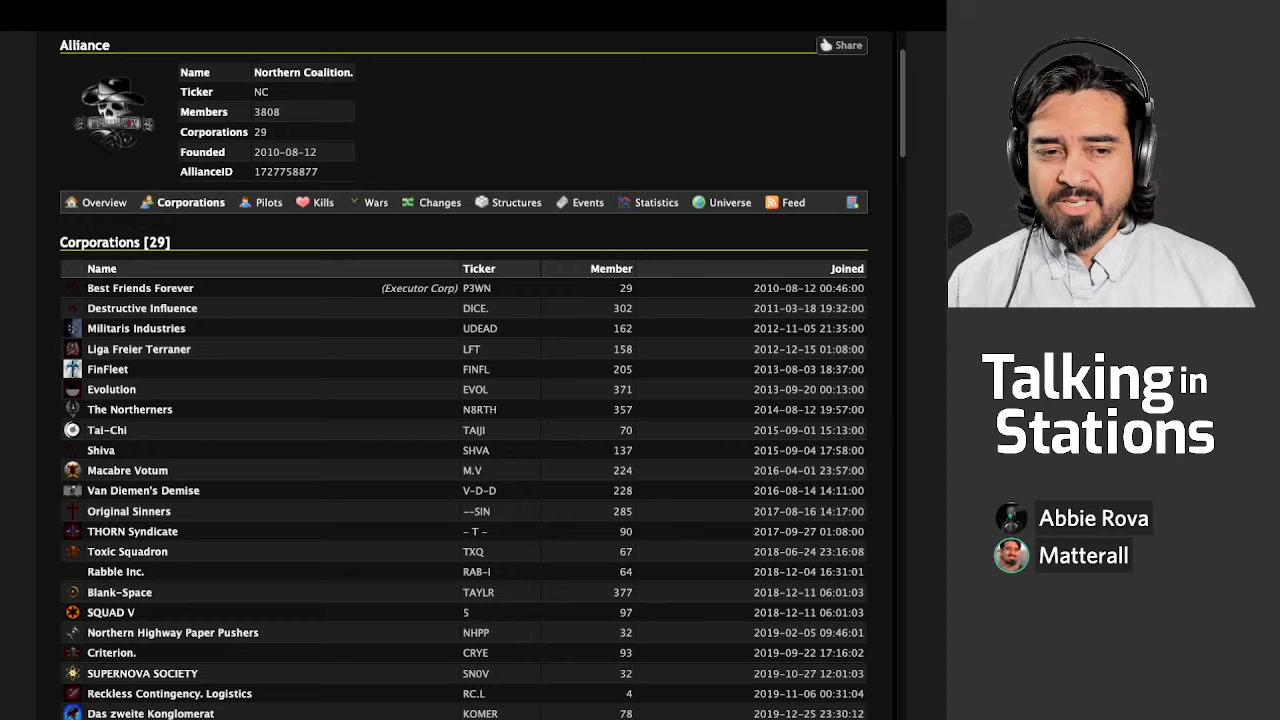 Alliance
Share
Name Northern Coalition.
Ticker NC
Members 3808
Corporations 29
Founded 2010-08-12
AllianceID 1727758877
Overview Corporations Pilots Kills Wars Changes Structures Events Statistics Universe Feed
Corporations [29]
Name Ticker Member Joined
Best Friends Forever (Executor Corp) P3WN 29 2010-08-12 00:46:00
Destructive Influence DICE. 302 2011-03-18 19:32:00
Militaris Industries UDEAD 162 2012-11-05 21:35:00
Liga Freier Terraner LFT 158 2012-12-15 01:08:00
FinFleet FINFL 205 2013-08-03 18:37:00
Evolution EVOL 371 2013-09-20 00:13:00
The Northerners N8RTH 357 2014-08-12 19:57:00
Tai-Chi TAIJI 70 2015-09-01 15:13:00
Shiva SHVA 137 2015-09-04 17:58:00
Macabre Votum M.V 224 2016-04-01 23:57:00
Van Diemen's Demise V-D-D 228 2016-08-14 14:11:00
Original Sinners --SIN 285 2017-08-16 14:17:00
THORN Syndicate - T - 90 2017-09-27 01:08:00
Toxic Squadron TXQ 67 2018-06-24 23:16:08
Rabble Inc. RAB-I 64 2018-12-04 16:31:01
Blank-Space TAYLR 377 2018-12-11 06:01:03
SQUAD V 5 97 2018-12-11 06:01:03
Northern Highway Paper Pushers NHPP 32 2019-02-05 09:46:01
Criterion. CRYE 93 2019-09-22 17:16:02
SUPERNOVA SOCIETY SN0V 32 2019-10-27 12:01:03
Reckless Contingency. Logistics RC.L 4 2019-11-06 00:31:04
Das zweite Konglomerat KOMER 78 2019-12-25 23:30:12
Talking in
Stations
Abbie Rova
Matterall